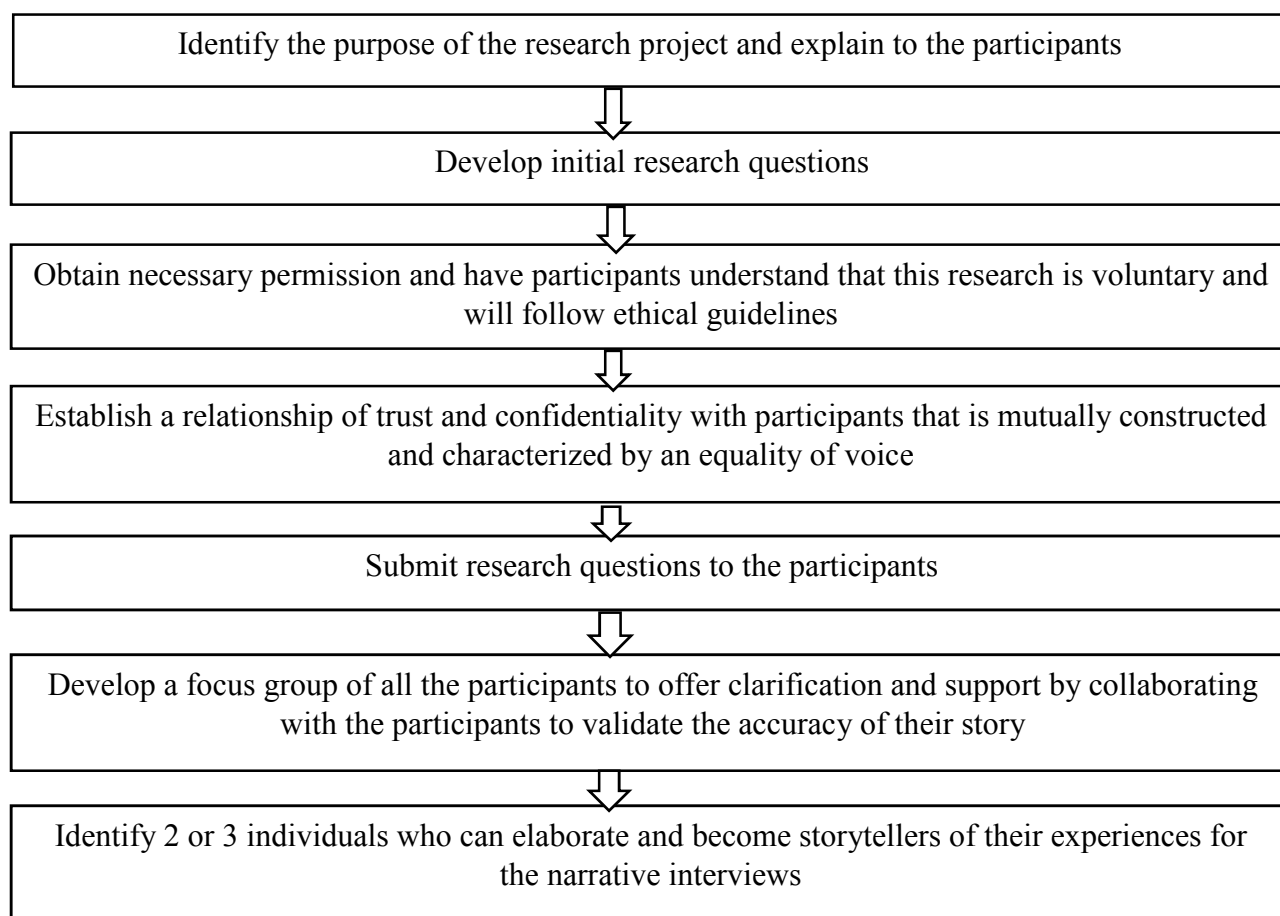 Identify the purpose of the research project and explain to the participants
Develop initial research questions
Obtain necessary permission and have participants understand that this research is voluntary and
will follow ethical guidelines
Establish a relationship of trust and confidentiality with participants that is mutually constructed
and characterized by an equality of voice
Submit research questions to the participants
Develop a focus group of all the participants to offer clarification and support by collaborating
with the participants to validate the accuracy of their story
Identify 2 or 3 individuals who can elaborate and become storytellers of their experiences for
the narrative interviews